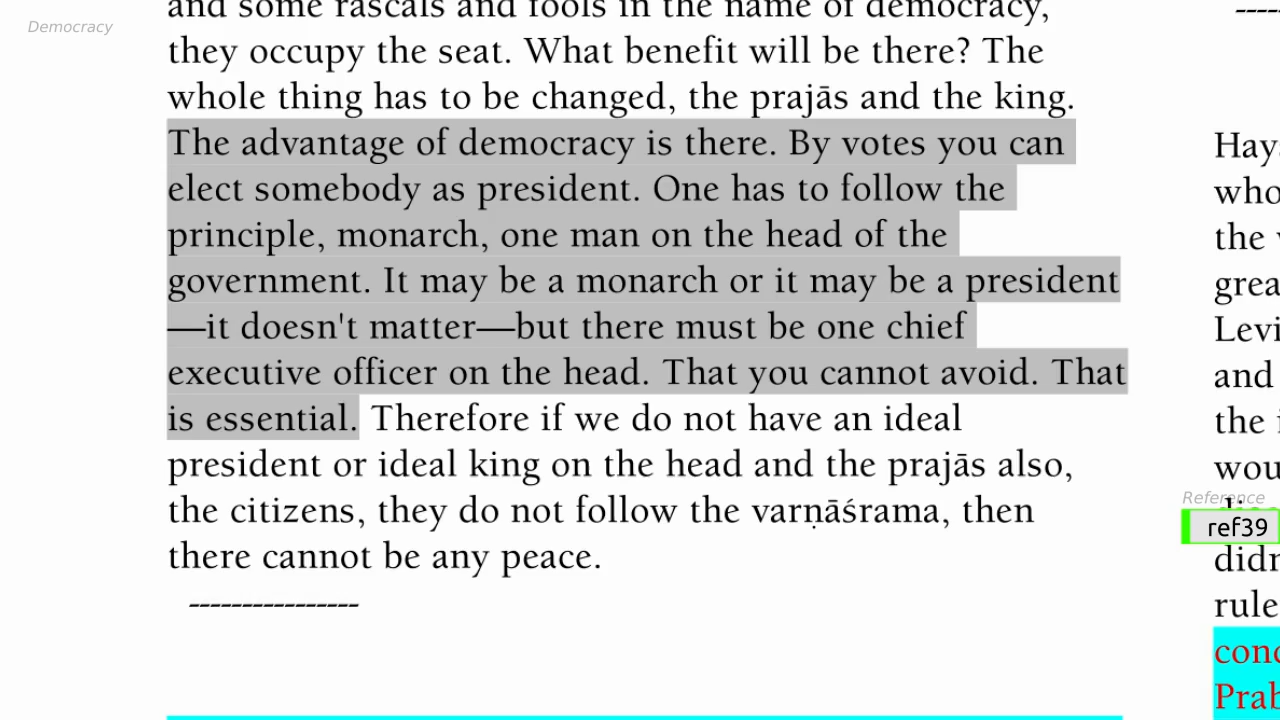 Democracy
and some rascals and fools in the name of democracy,
they occupy the seat. What benefit will be there? The
whole thing has to be changed, the prajās and the king.
The advantage of democracy is there. By votes you can
elect somebody as president. One has to follow the
principle, monarch, one man on the head of the
government. It may be a monarch or it may be a president
—it doesn't matter—but there must be one chief
executive officer on the head. That you cannot avoid. That
is essential. Therefore if we do not have an ideal
president or ideal king on the head and the prajās also,
the citizens, they do not follow the varṇāśrama, then
there cannot be any peace.
----------------
who
the
Levi
and
the
Reference
ref39
rule